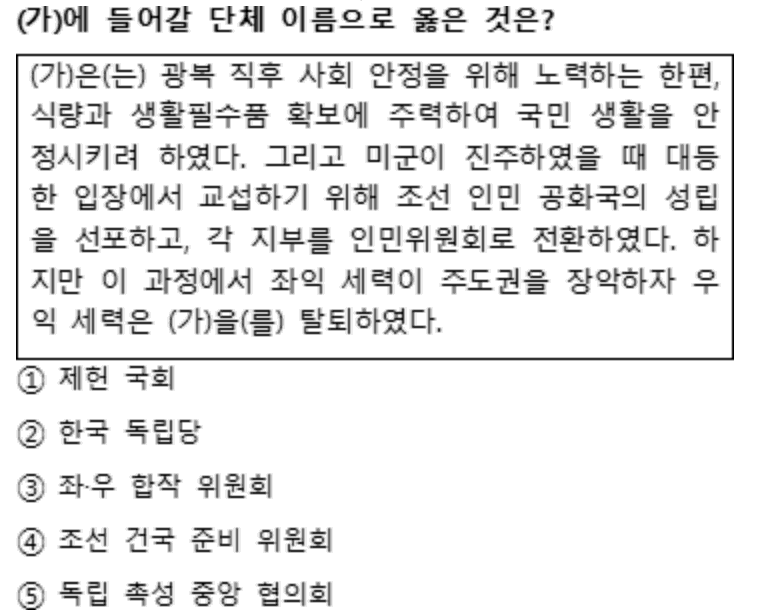 (가)에 들어갈 단체 이름으로 옳은 것은?
(가)은(는) 광복 직후 사회 안정을 위해 노력하는 한편,
식량과 생활필수품 확보에 주력하여 국민 생활을 안
정시키려 하였다. 그리고 미군이 진주하였을 때 대등
한 입장에서 교섭하기 위해 조선 인민 공화국의 성립
을 선포하고, 각 지부를 인민위원회로 전환하였다. 하
지만 이 과정에서 좌익 세력이 주도권을 장악하자 우
익 세력은 (가)을(를) 탈퇴하였다.
① 제헌 국회
② 한국 독립당
③ 좌·우 합작 위원회
④ 조선 건국 준비 위원회
⑤ 독립 촉성 중앙 협의회